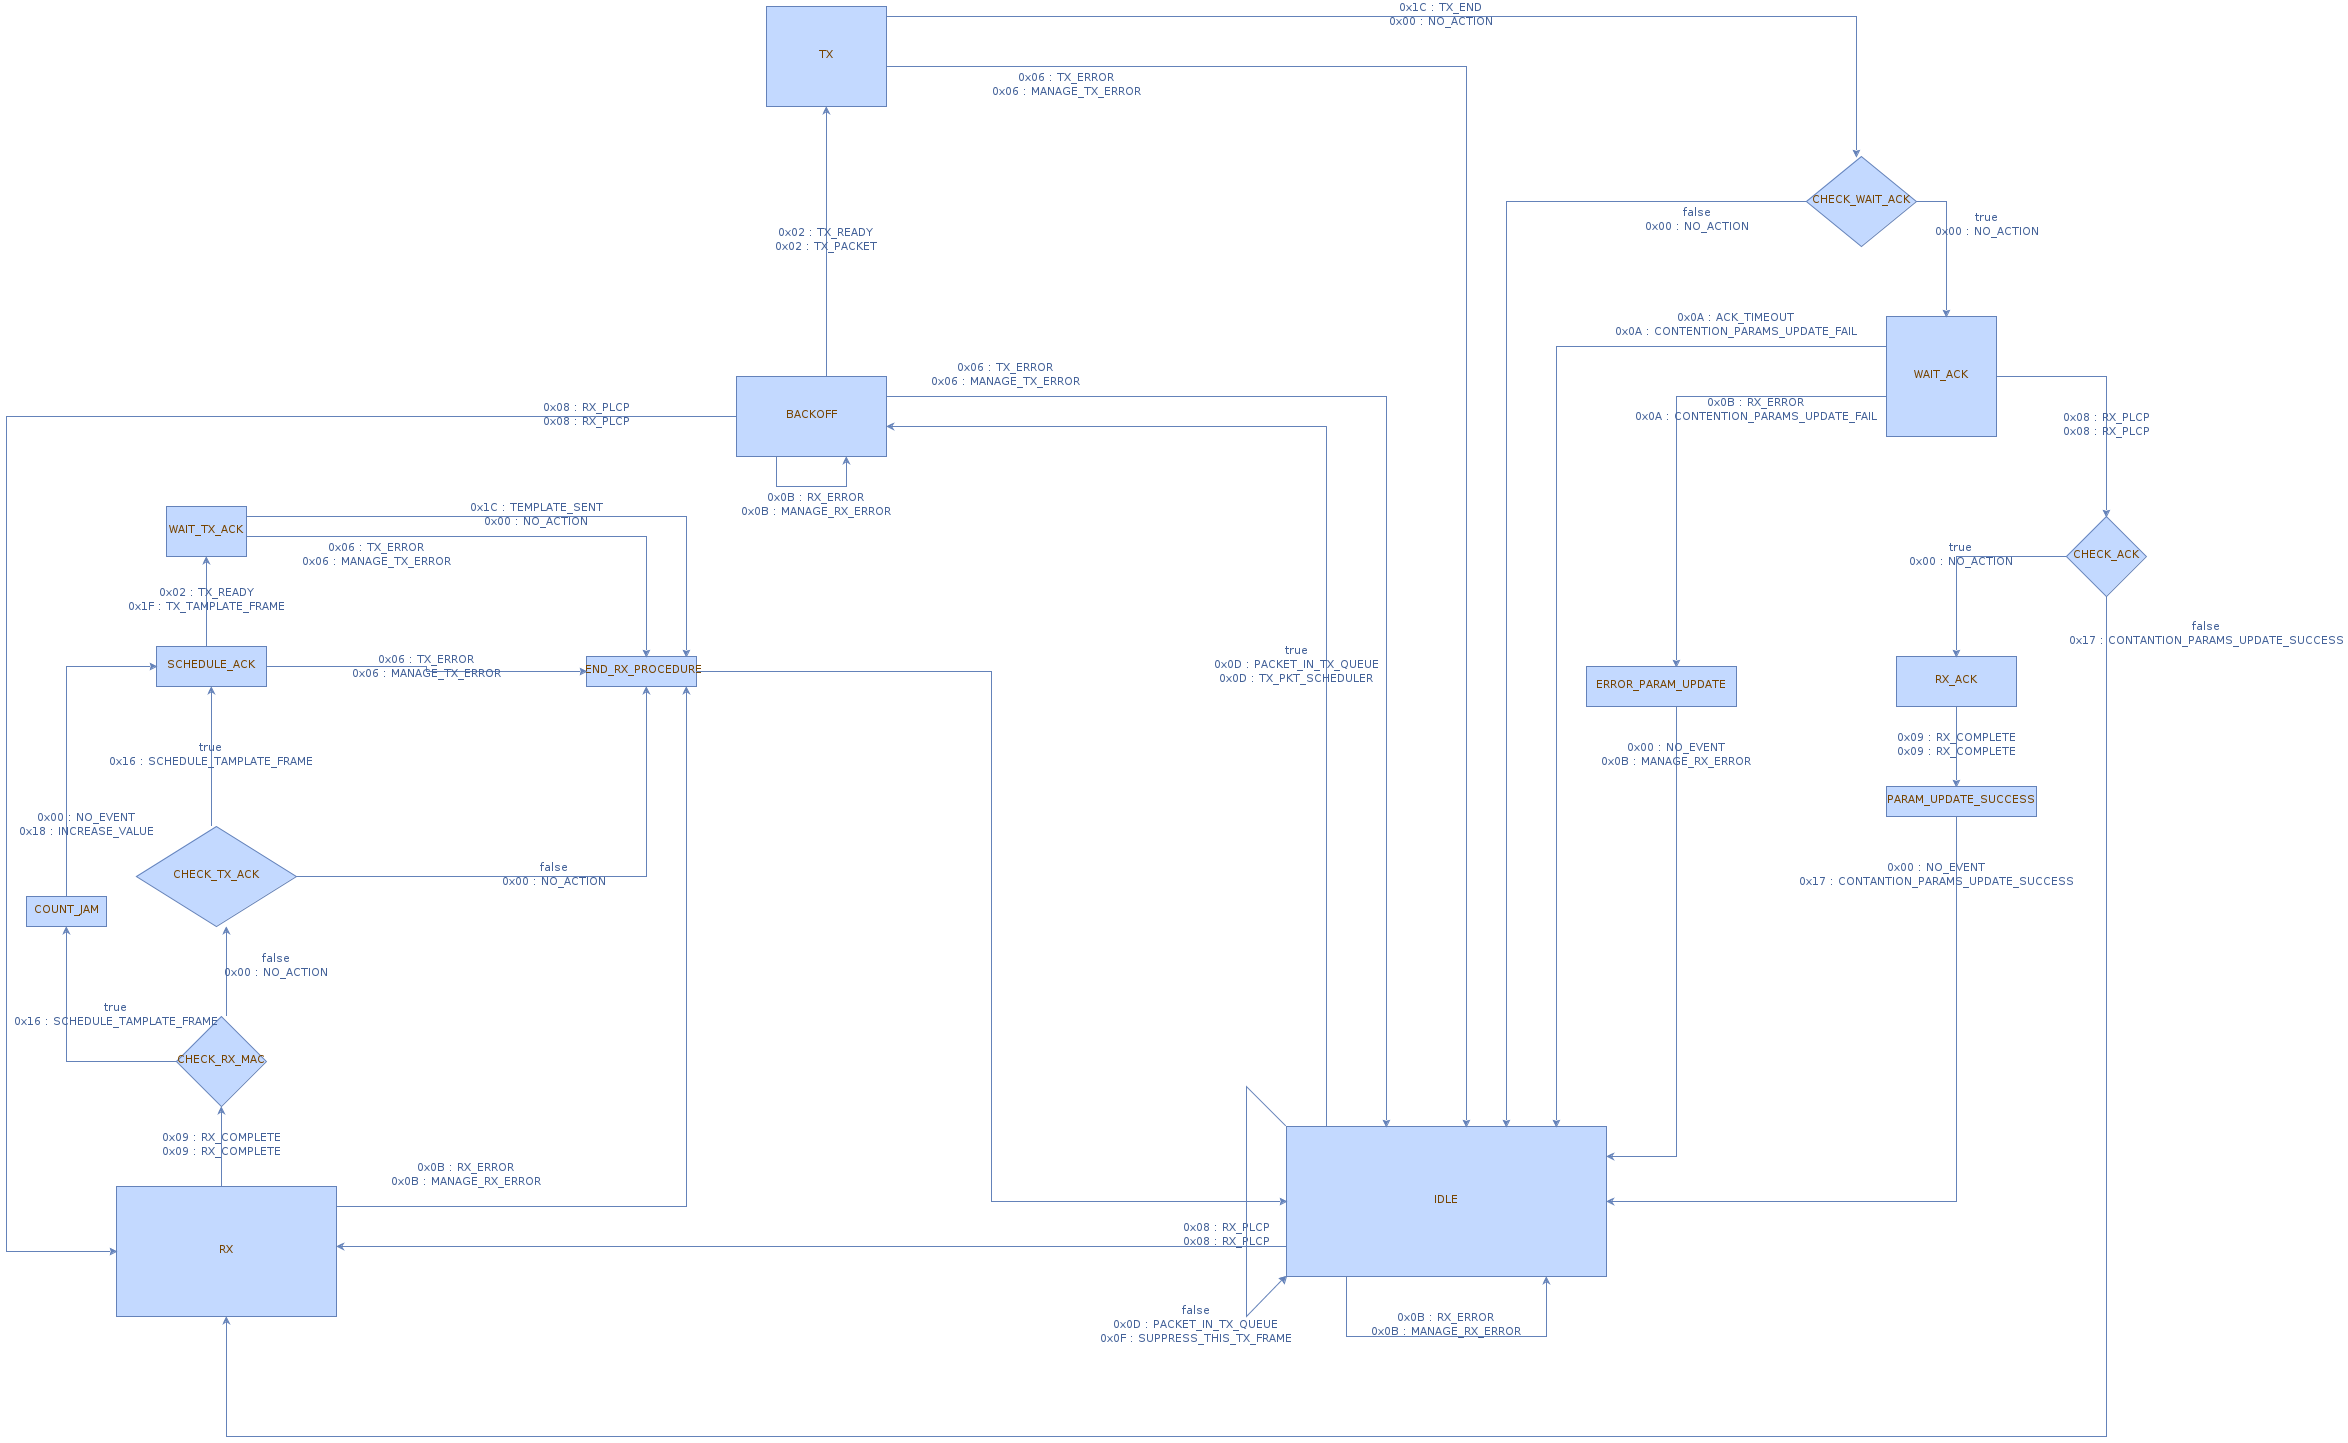 0x1C : TX_END
0x00 : NO_ACTION
TX
0x06 : TX_ERROR
0x06 : MANAGE_TX_ERROR
CHECK_WAIT_ACK
false
0x00 : NO_ACTION
true
0x00 : NO_ACTION
0x02 : TX_READY
0x02 : TX_PACKET
0x0A : ACK_TIMEOUT
0x0A : CONTENTION_PARAMS_UPDATE_FAIL
WAIT_ACK
0x06 : TX_ERROR
0x06 : MANAGE_TX_ERROR
0x08 : RX_PLCP
0x08 : RX_PLCP
BACKOFF
0x0B : RX_ERROR
0x0A : CONTENTION_PARAMS_UPDATE_FAIL
0x08 : RX_PLCP
0x08 : RX_PLCP
0x0B : RX_ERROR
0x0B : MANAGE_RX_ERROR
WAIT_TX_ACK
0x1C : TEMPLATE_SENT
0x00 : NO_ACTION
0x06 : TX_ERROR
0x06 : MANAGE_TX_ERROR
true
0x00 : NO_ACTION
CHECK_ACK
0x02 : TX_READY
0x1F : TX_TAMPLATE_FRAME
false
0x17 : CONTANTION_PARAMS_UPDATE_SUCCESS
SCHEDULE_ACK
0x06 : TX_ERROR
0x06 : MANAGE_TX_ERROR
END_RX_PROCEDURE
true
0x0D : PACKET_IN_TX_QUEUE
0x0D : TX_PKT_SCHEDULER
ERROR_PARAM_UPDATE
RX_ACK
true
0x16 : SCHEDULE_TAMPLATE_FRAME
0x00 : NO_EVENT
0x0B : MANAGE_RX_ERROR
0x09 : RX_COMPLETE
0x09 : RX_COMPLETE
PARAM_UPDATE_SUCCESS
0x00 : NO_EVENT
0x18 : INCREASE_VALUE
CHECK_TX_ACK
false
0x00 : NO_ACTION
0x00 : NO_EVENT
0x17 : CONTANTION_PARAMS_UPDATE_SUCCESS
COUNT_JAM
false
0x00 : NO_ACTION
true
0x16 : SCHEDULE_TAMPLATE_FRAME
CHECK_RX_MAC
0x09 : RX_COMPLETE
0x09 : RX_COMPLETE
0x0B : RX_ERROR
0x0B : MANAGE_RX_ERROR
IDLE
RX
0x08 : RX_PLCP
0x08 : RX_PLCP
false
0x0D : PACKET_IN_TX_QUEUE
0x0F : SUPPRESS_THIS_TX_FRAME
0x0B : RX_ERROR
0x0B : MANAGE_RX_ERROR